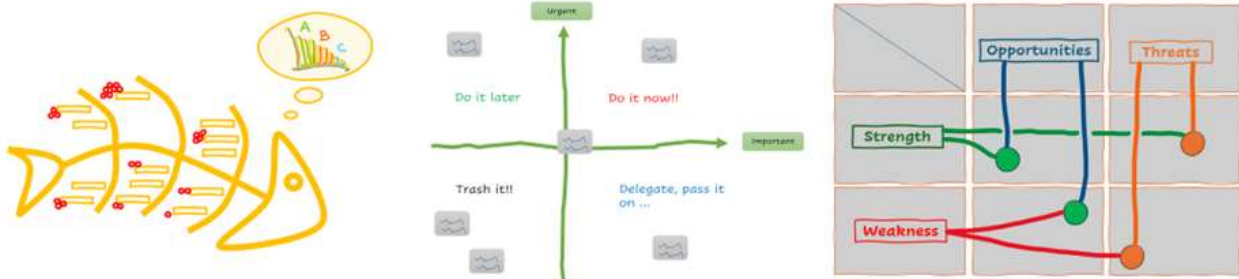 A
B
C
Urgent
Do it later
Do it now!!
Important
Trash it!!
Delegate, pass it
on ...
Opportunities
Threats
Strength
Weakness